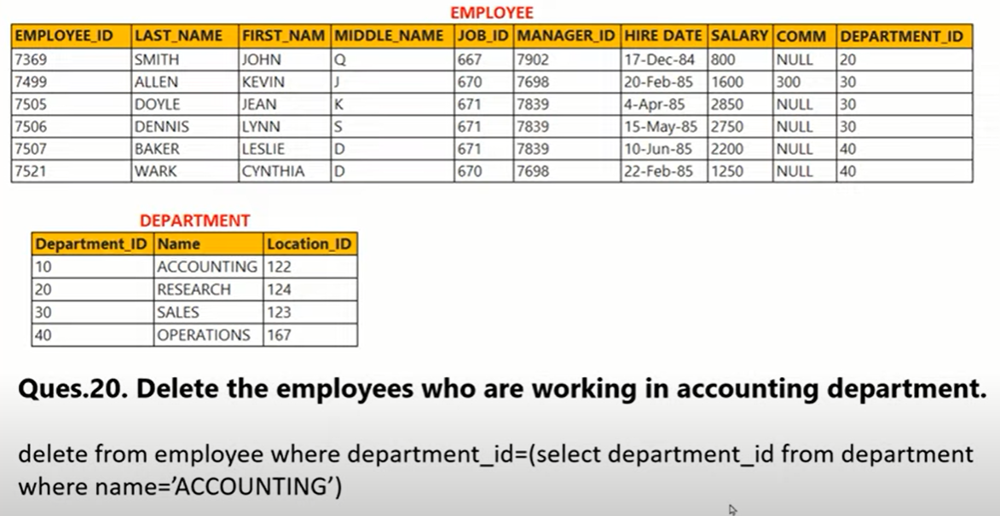 EMPLOYEE
EMPLOYEE_ID LAST_NAME FIRST_NAM MIDDLE_NAME JOB_ID MANAGER_ID HIRE DATE SALARY COMM DEPARTMENT_ID
7369 SMITH JOHN Q 667 7902 17-Dec-84 800 NULL 20
7499 ALLEN KEVIN J 670 7698 20-Feb-85 1600 300 30
7505 DOYLE JEAN K 671 7839 4-Apr-85 2850 NULL 30
7506 DENNIS LYNN S 671 7839 15-May-85 2750 NULL 30
7507 BAKER LESLIE D 671 7839 10-Jun-85 2200 NULL 40
7521 WARK CYNTHIA D 670 7698 22-Feb-85 1250 NULL 40
DEPARTMENT
Department_ID Name Location_ID
10 ACCOUNTING 122
20 RESEARCH 124
30 SALES 123
40 OPERATIONS 167
Ques.20. Delete the employees who are working in accounting department.
delete from employee where department_id=(select department_id from department
where name=’ACCOUNTING’)